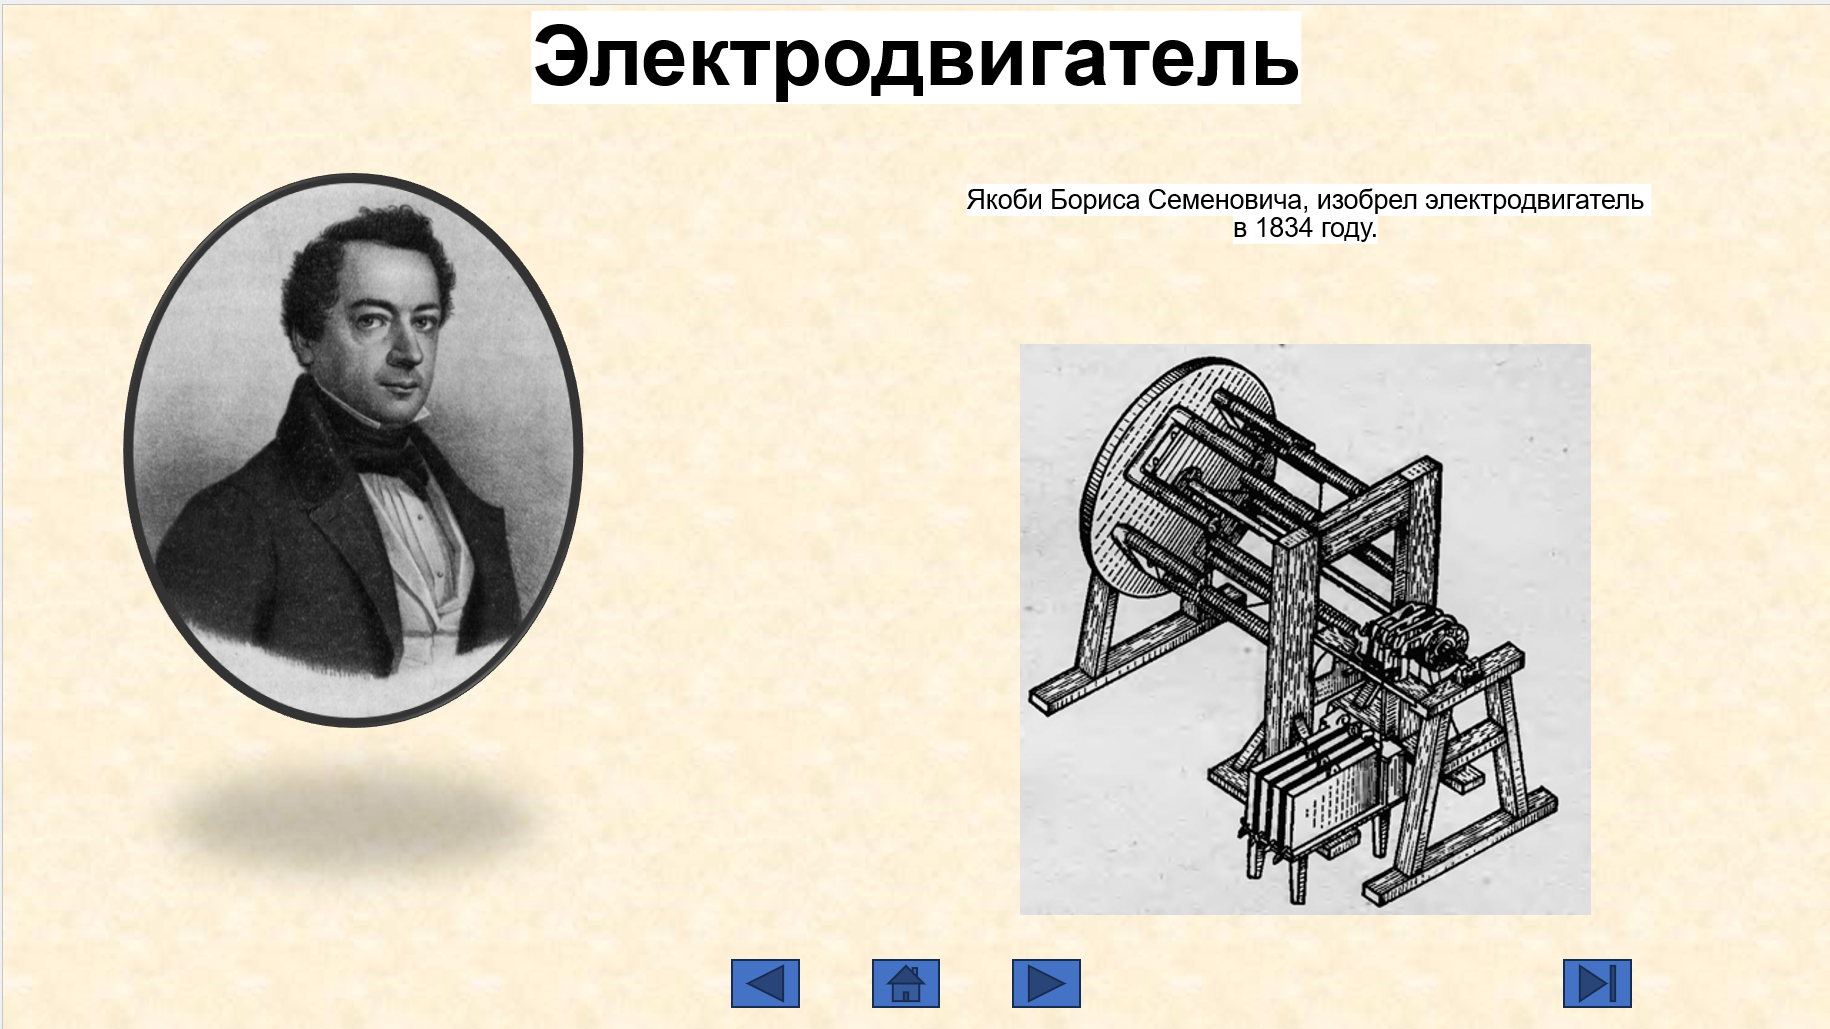 Электродвигатель
Якоби Бориса Семеновича, изобрел электродвигатель
в 1834 году.